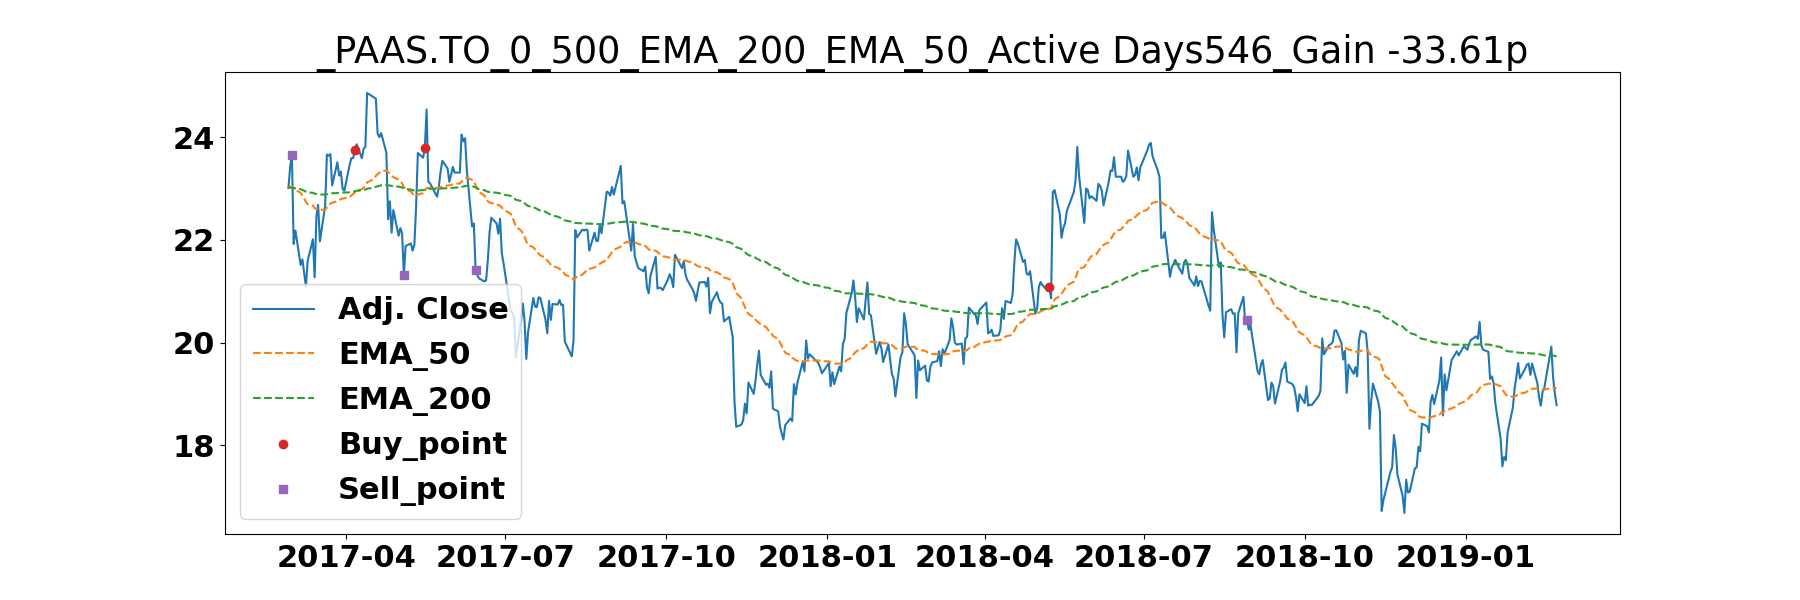 _PAAS.TO_0_500_EMA_200_EMA_50_Active Days546_Gain -33.61p
24
22
20
18
Adj. Close
EMA_50
EMA_200
Buy_point
Sell_point
2017-04 2017-07 2017-10 2018-01 2018-04 2018-07 2018-10 2019-01